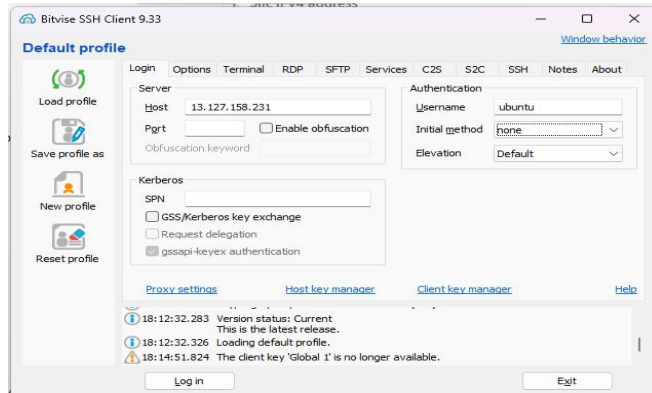 Bitvise SSH Client 9.33
Default profile
Window behavior
Load profile
Save profile as
New profile
Reset profile
Login Options Terminal RDP SFTP Services C2S S2C SSH Notes About
Server
Host 13.127.158.231
Port Enable obfuscation
Obfuscation keyword
Authentication
Username ubuntu
Initial method none
Elevation Default
Kerberos
SPN
GSS/Kerberos key exchange
Request delegation
gssapi-keyex authentication
Proxy settings Host key manager Client key manager Help
18:12:32.283 Version status: Current
This is the latest release.
18:12:32.326 Loading default profile.
18:14:51.824 The client key 'Global 1' is no longer available.
Log in Exit